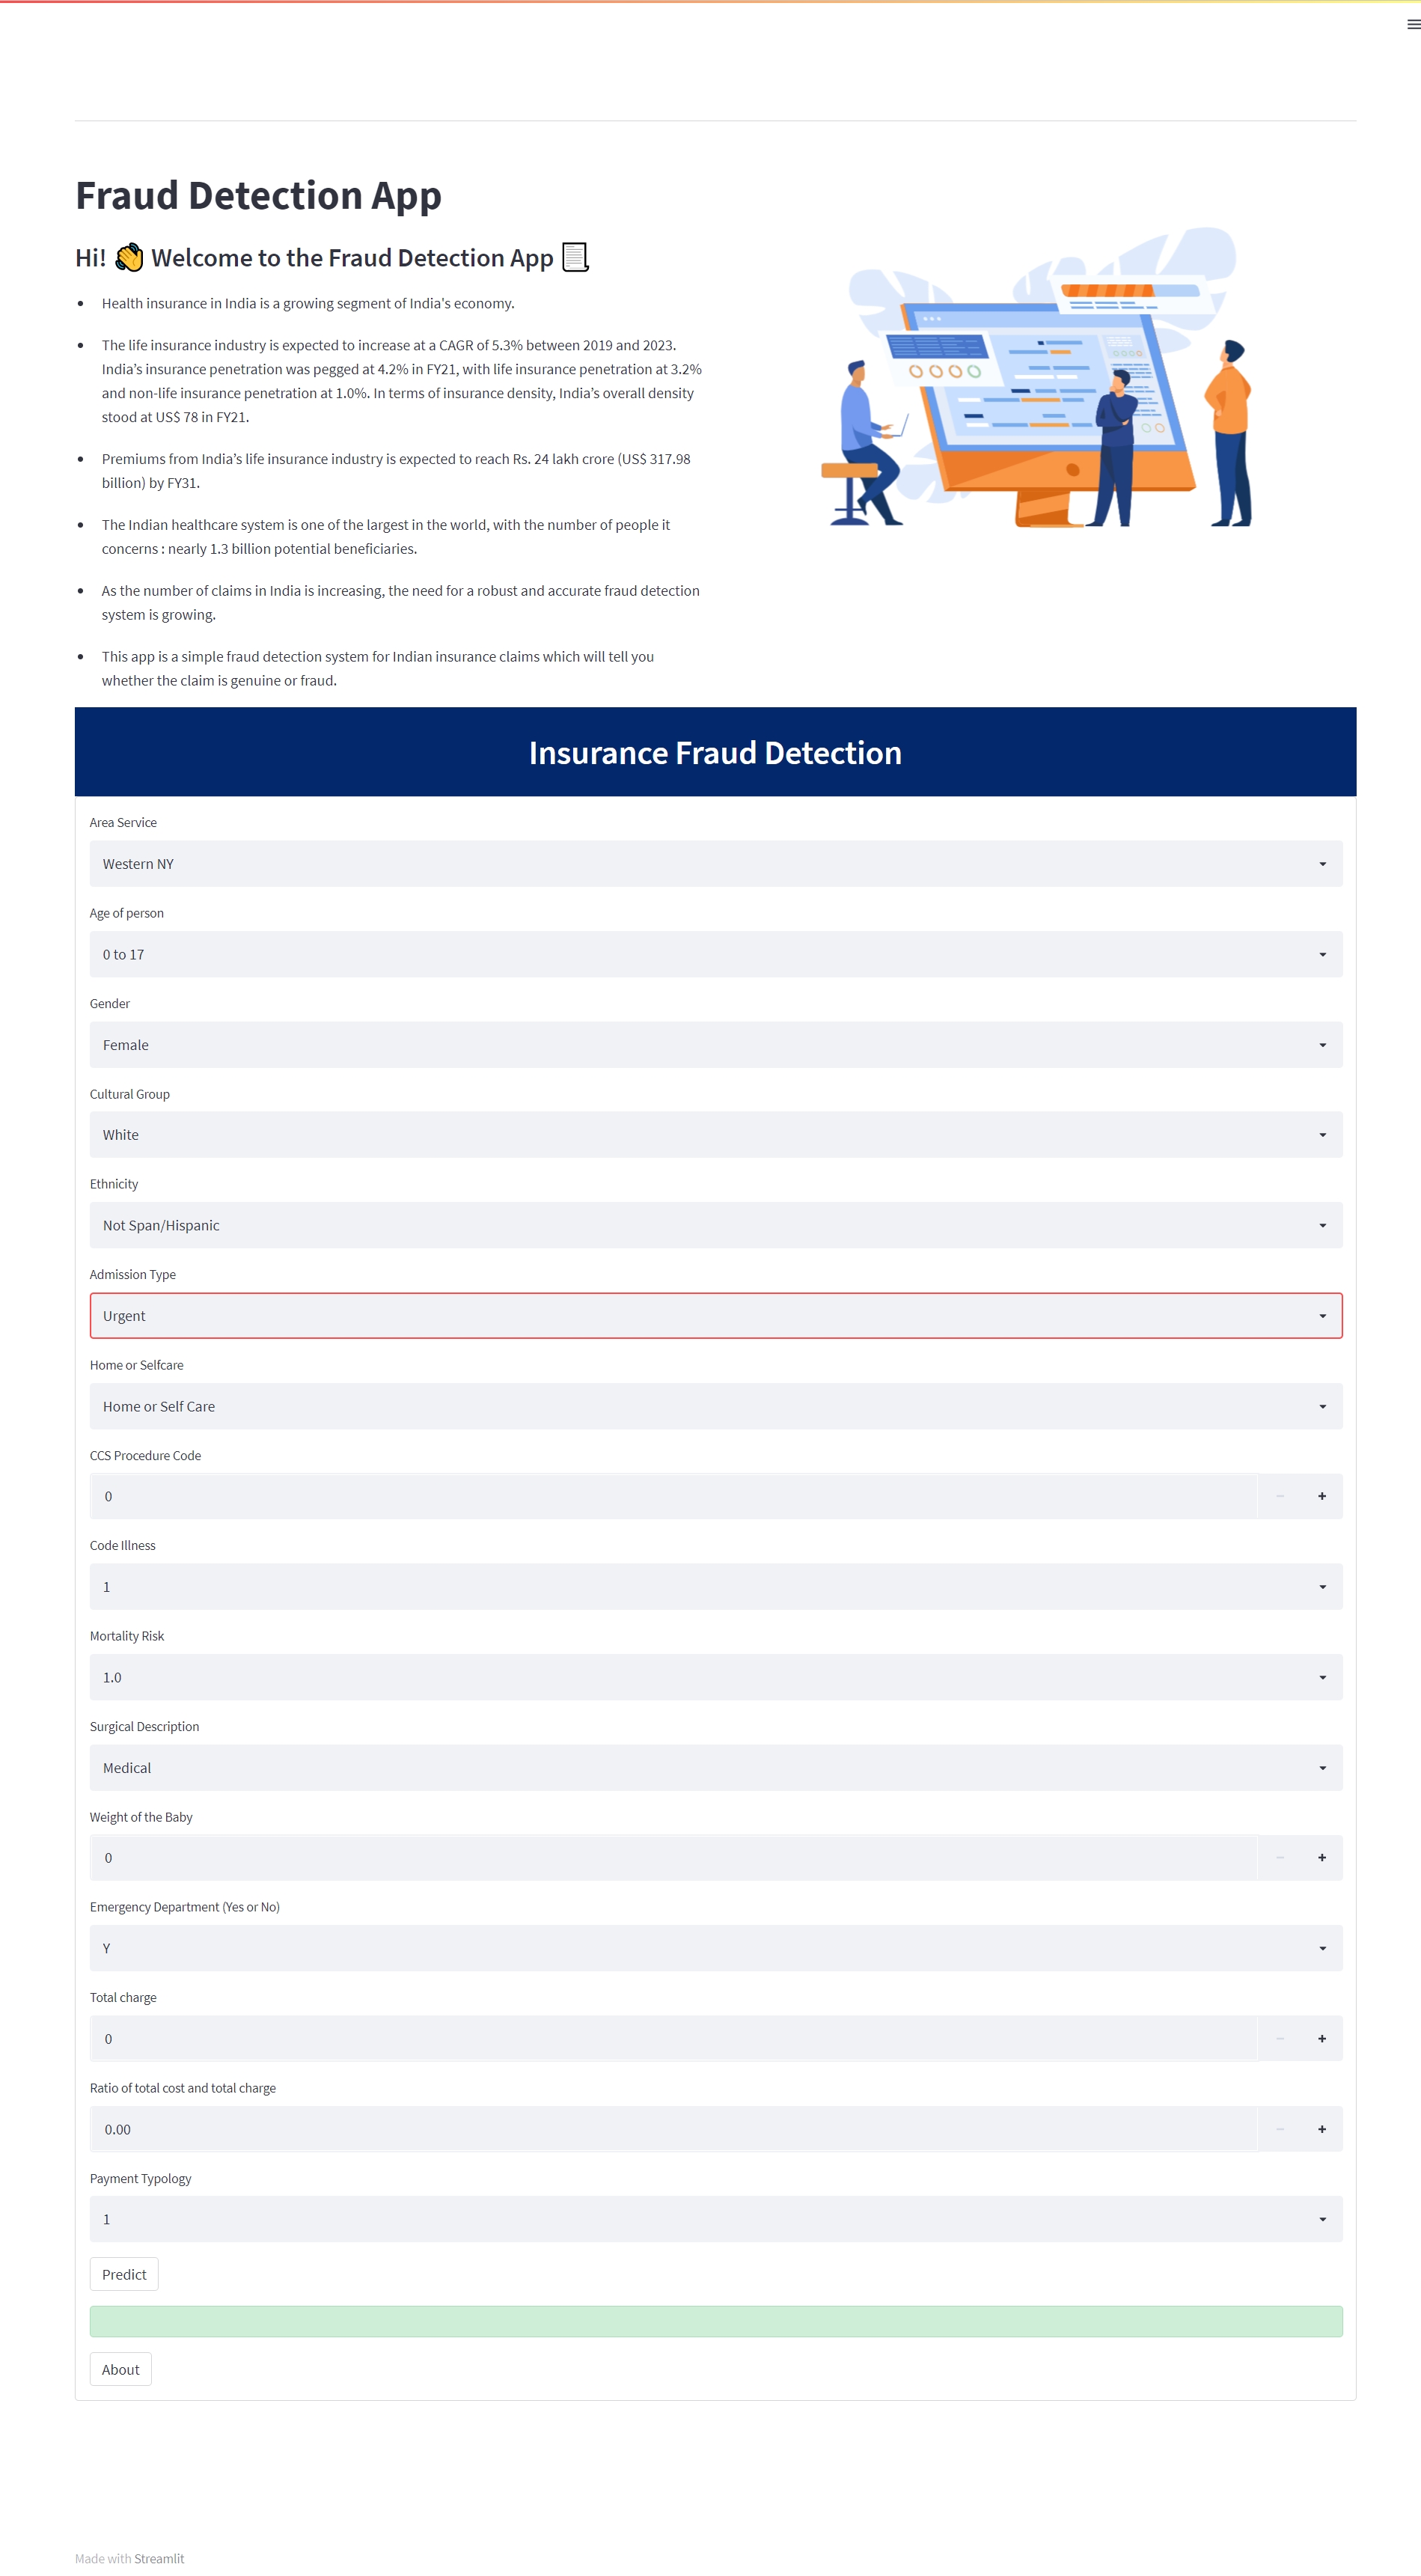 Fraud Detection App
Hi! 👋 Welcome to the Fraud Detection App 📃
• Health insurance in India is a growing segment of India's economy.
• The life insurance industry is expected to increase at a CAGR of 5.3% between 2019 and 2023.
India’s insurance penetration was pegged at 4.2% in FY21, with life insurance penetration at 3.2%
and non-life insurance penetration at 1.0%. In terms of insurance density, India’s overall density
stood at US$ 78 in FY21.
• Premiums from India’s life insurance industry is expected to reach Rs. 24 lakh crore (US$ 317.98
billion) by FY31.
• The Indian healthcare system is one of the largest in the world, with the number of people it
concerns : nearly 1.3 billion potential beneficiaries.
• As the number of claims in India is increasing, the need for a robust and accurate fraud detection
system is growing.
• This app is a simple fraud detection system for Indian insurance claims which will tell you
whether the claim is genuine or fraud.
Insurance Fraud Detection
Area Service
Western NY
Age of person
0 to 17
Gender
Female
Cultural Group
White
Ethnicity
Not Span/Hispanic
Admission Type
Urgent
Home or Selfcare
Home or Self Care
CCS Procedure Code
0
Code Illness
1
Mortality Risk
1.0
Surgical Description
Medical
Weight of the Baby
0
Emergency Department (Yes or No)
Y
Total charge
0
Ratio of total cost and total charge
0.00
Payment Typology
1
Predict
About
Made with Streamlit